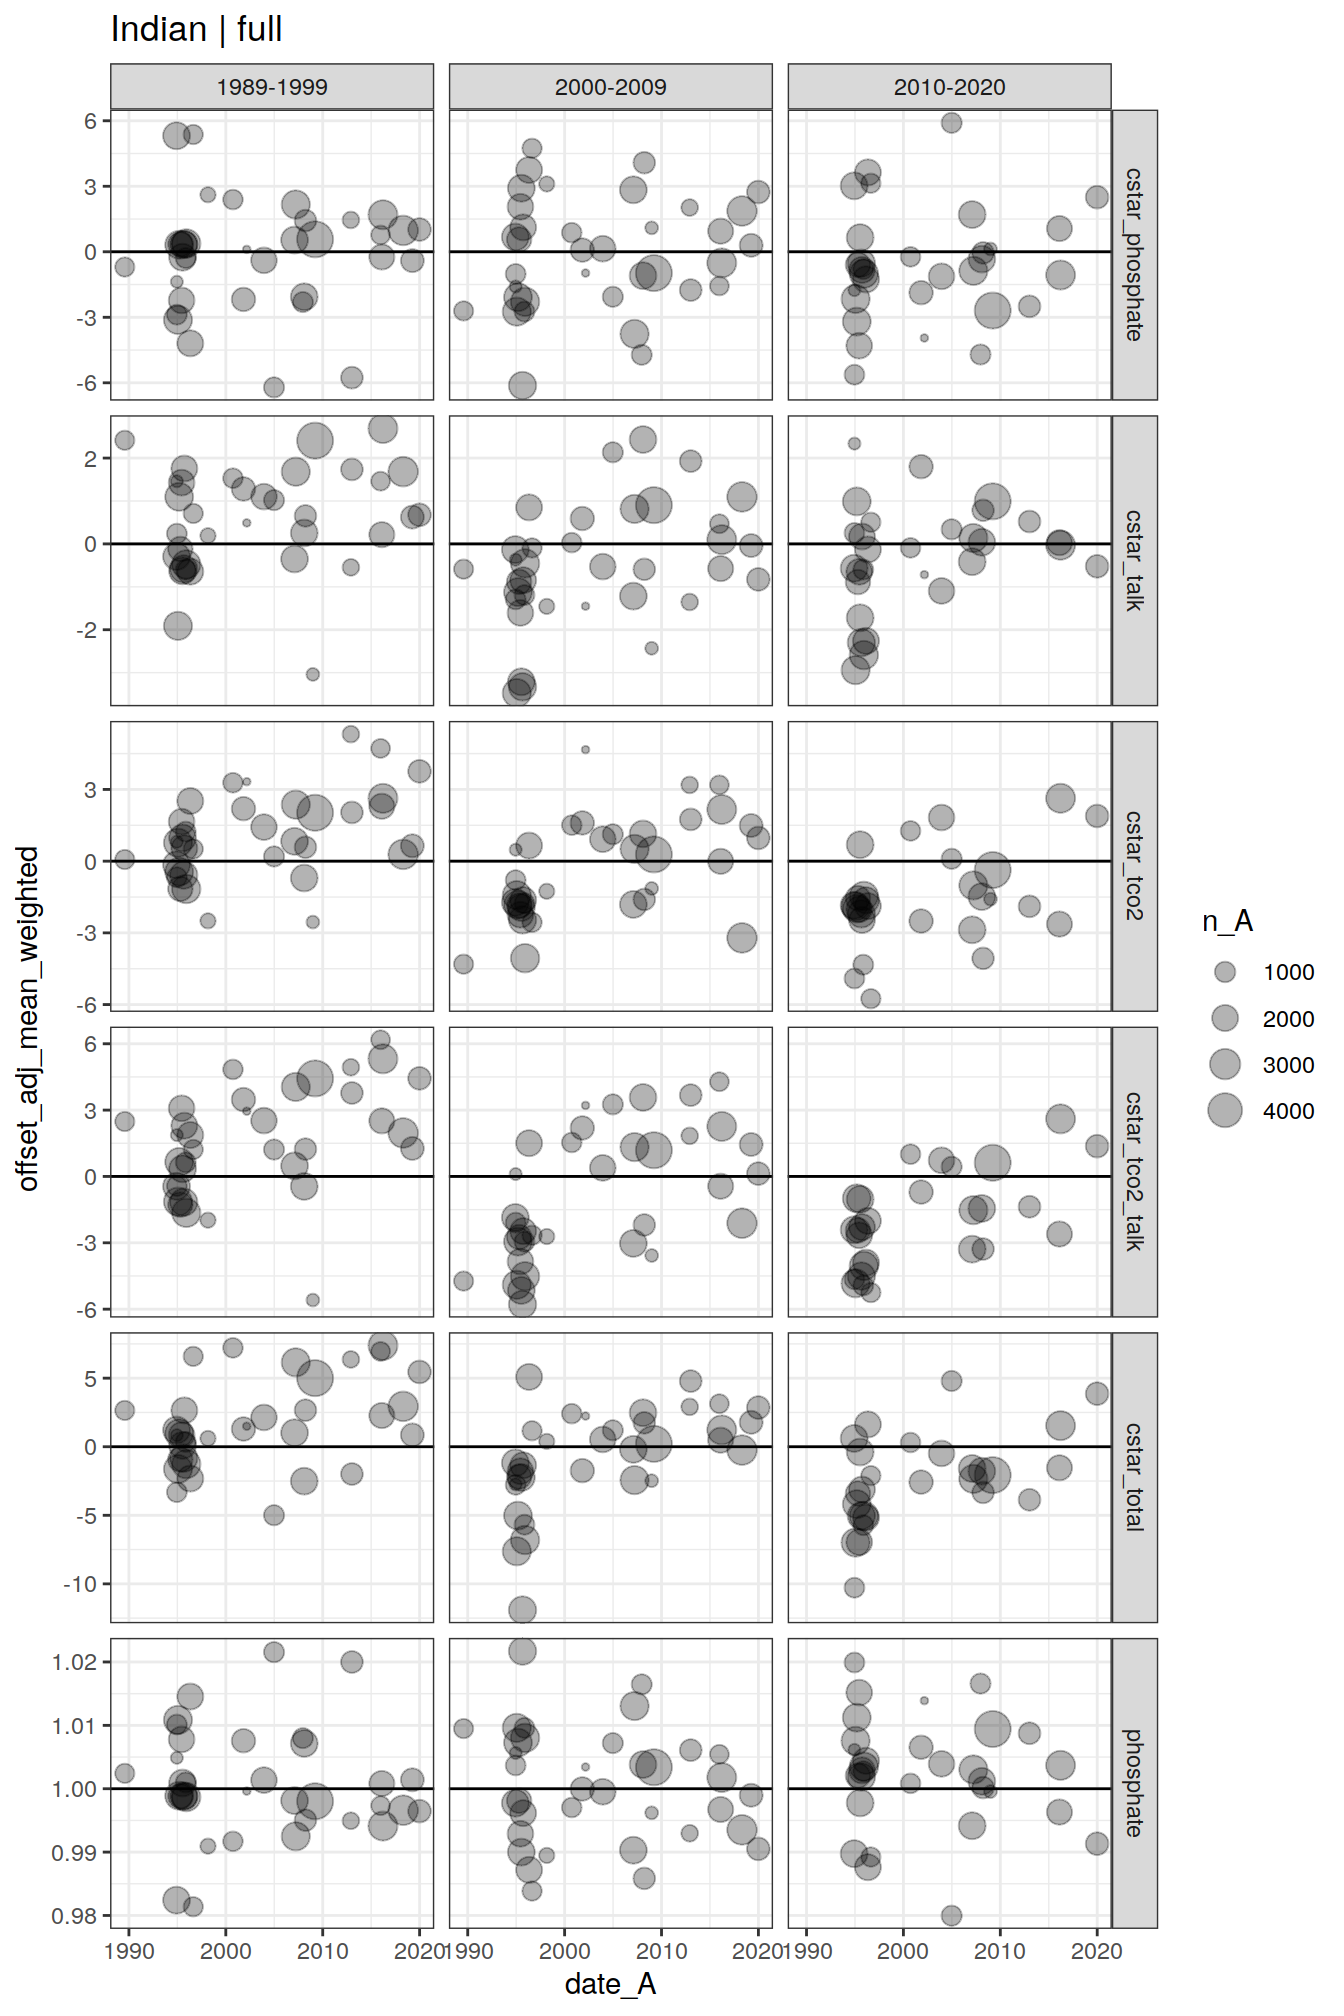 Indian | full
1989-1999
2000-2009
2010-2020
6
3
0
-3
-6
cstar_phosphate
2
0
-2
cstar_talk
3
0
-3
-6
cstar_tco2
6
3
0
-3
-6
cstar_tco2_talk
5
0
-5
-10
cstar_total
1.02
1.01
1.00
0.99
0.98
phosphate
1990 2000 2010 2020
1990 2000 2010 2020
1990 2000 2010 2020
date_A
offset_adj_mean_weighted
n_A
1000
2000
3000
4000